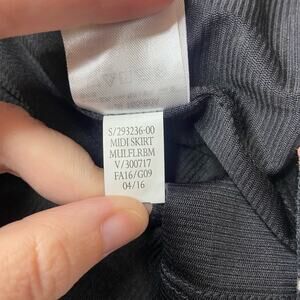 S/293236-00
MIDI SKIRT
MULFLRBM
V/300717
FA16/G09
04/16